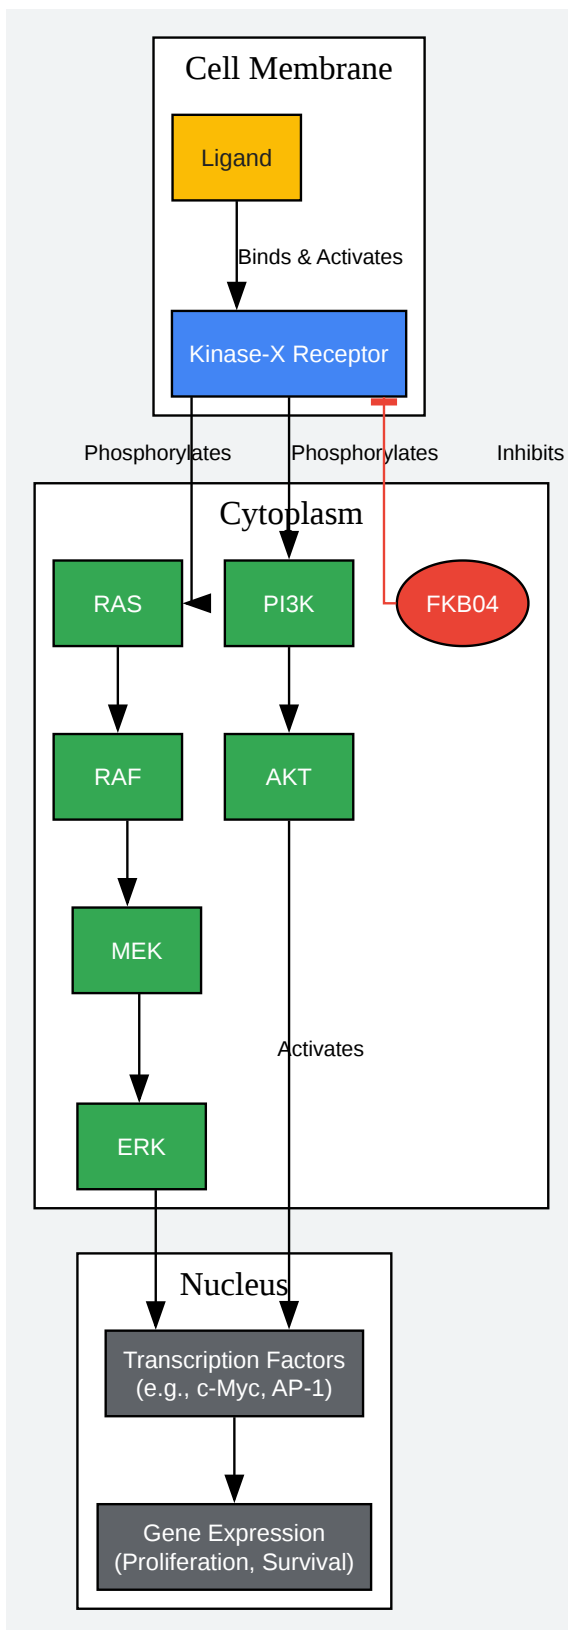 Cell Membrane
Ligand
Binds & Activates
Kinase-X Receptor
Phosphorylates
Phosphorylates
Inhibits
Cytoplasm
RAS
PI3K
FKB04
RAF
AKT
MEK
Activates
ERK
Nucleus
Transcription Factors
(e.g., c-Myc, AP-1)
Gene Expression
(Proliferation, Survival)